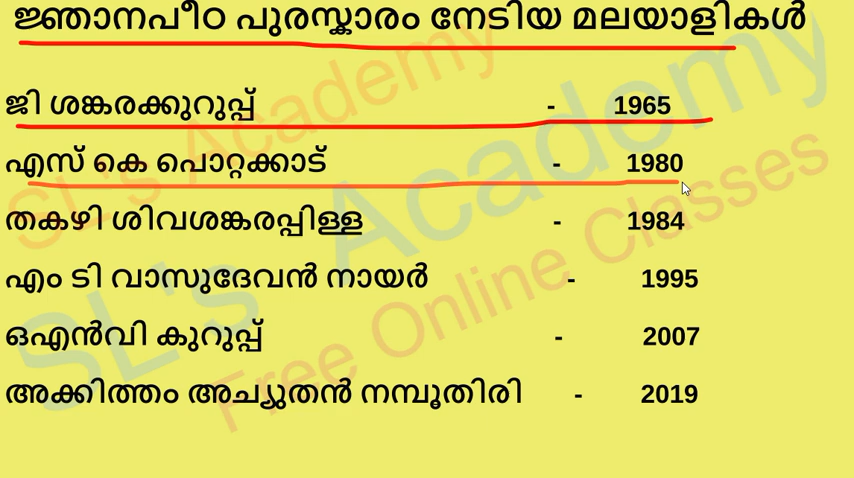 ജ്ഞാനപീഠ പുരസ്കാരം നേടിയ മലയാളികൾ
ജി ശങ്കരക്കുറുപ്പ് - 1965
എസ് കെ പൊറ്റക്കാട് - 1980
തകഴി ശിവശങ്കരപ്പിള്ള - 1984
എം ടി വാസുദേവൻ നായർ - 1995
ഒഎൻവി കുറുപ്പ് - 2007
അക്കിത്തം അച്യുതൻ നമ്പൂതിരി - 2019
SL's Academy
SL's Academy
Free Online Classes